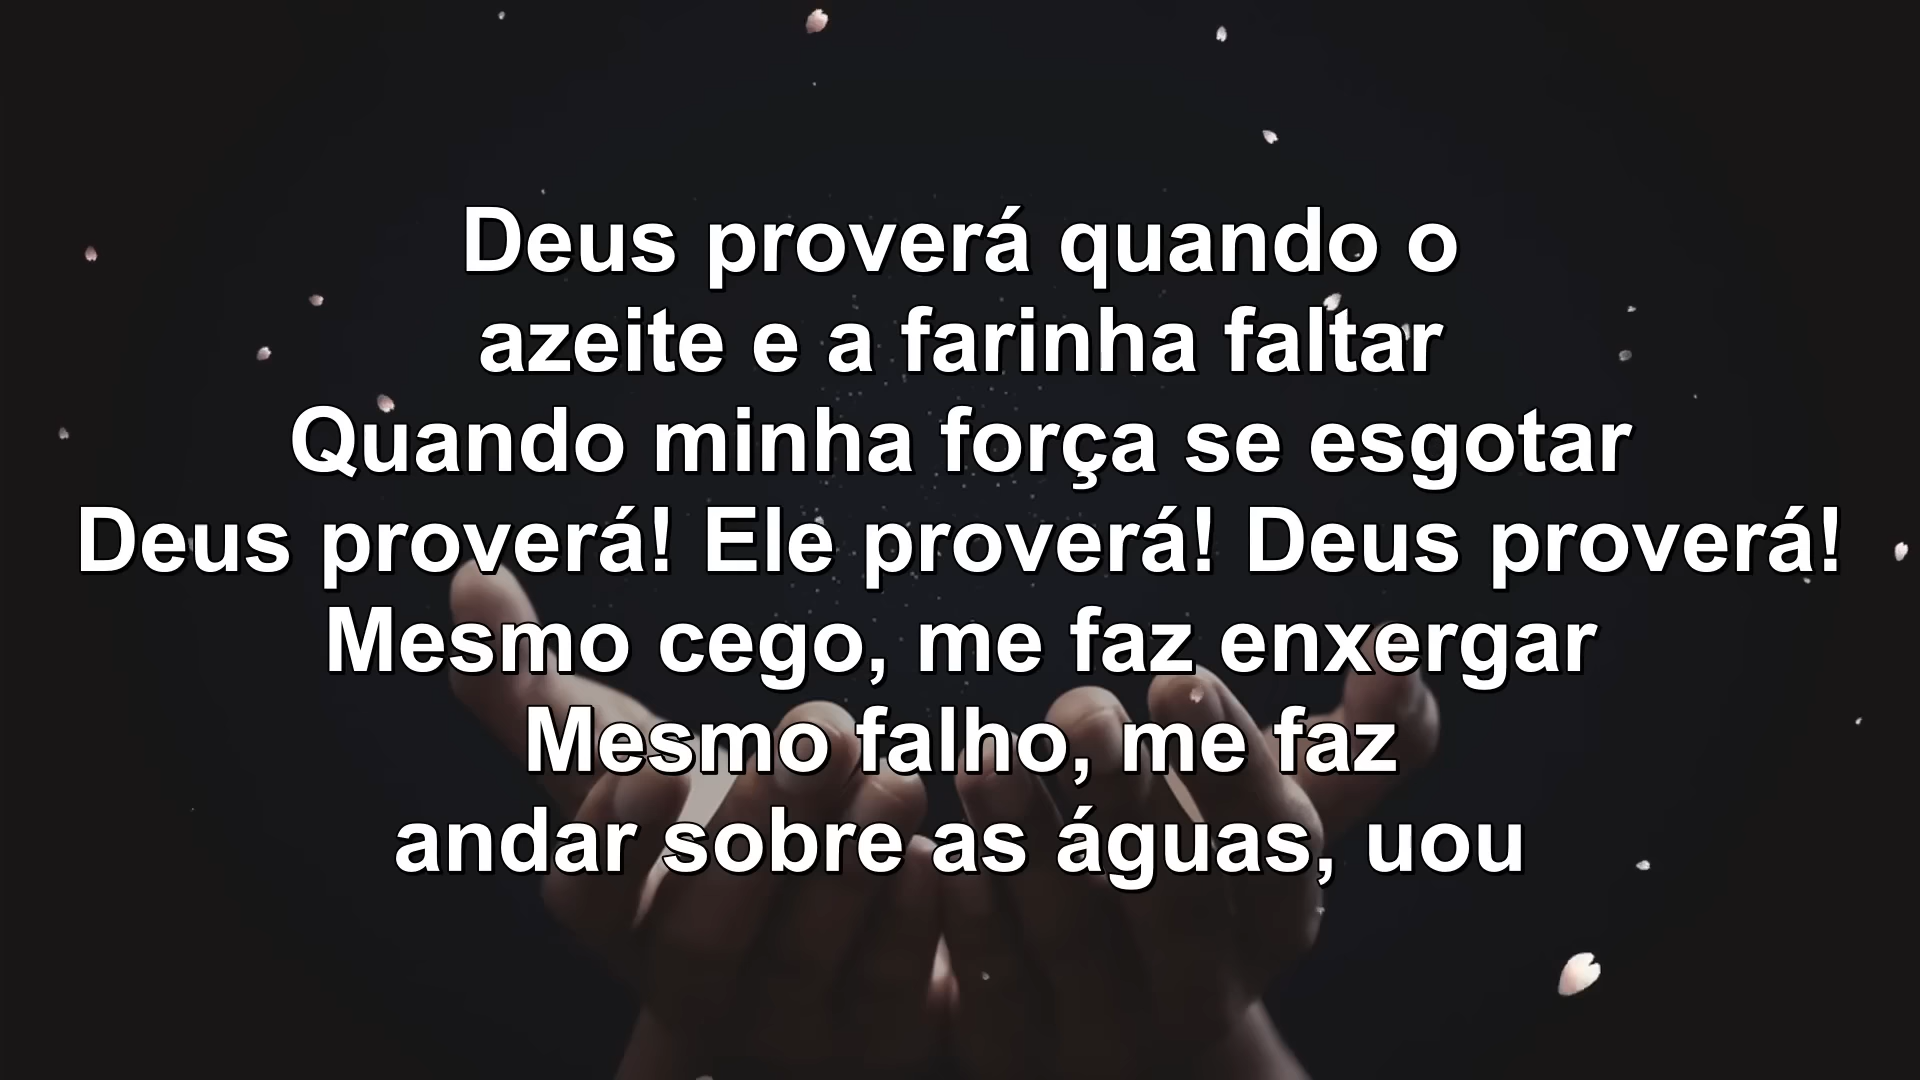 Deus proverá quando o
azeite e a farinha faltar
Quando minha força se esgotar
Deus proverá! Ele proverá! Deus proverá!
Mesmo cego, me faz enxergar
Mesmo falho, me faz
andar sobre as águas, uou